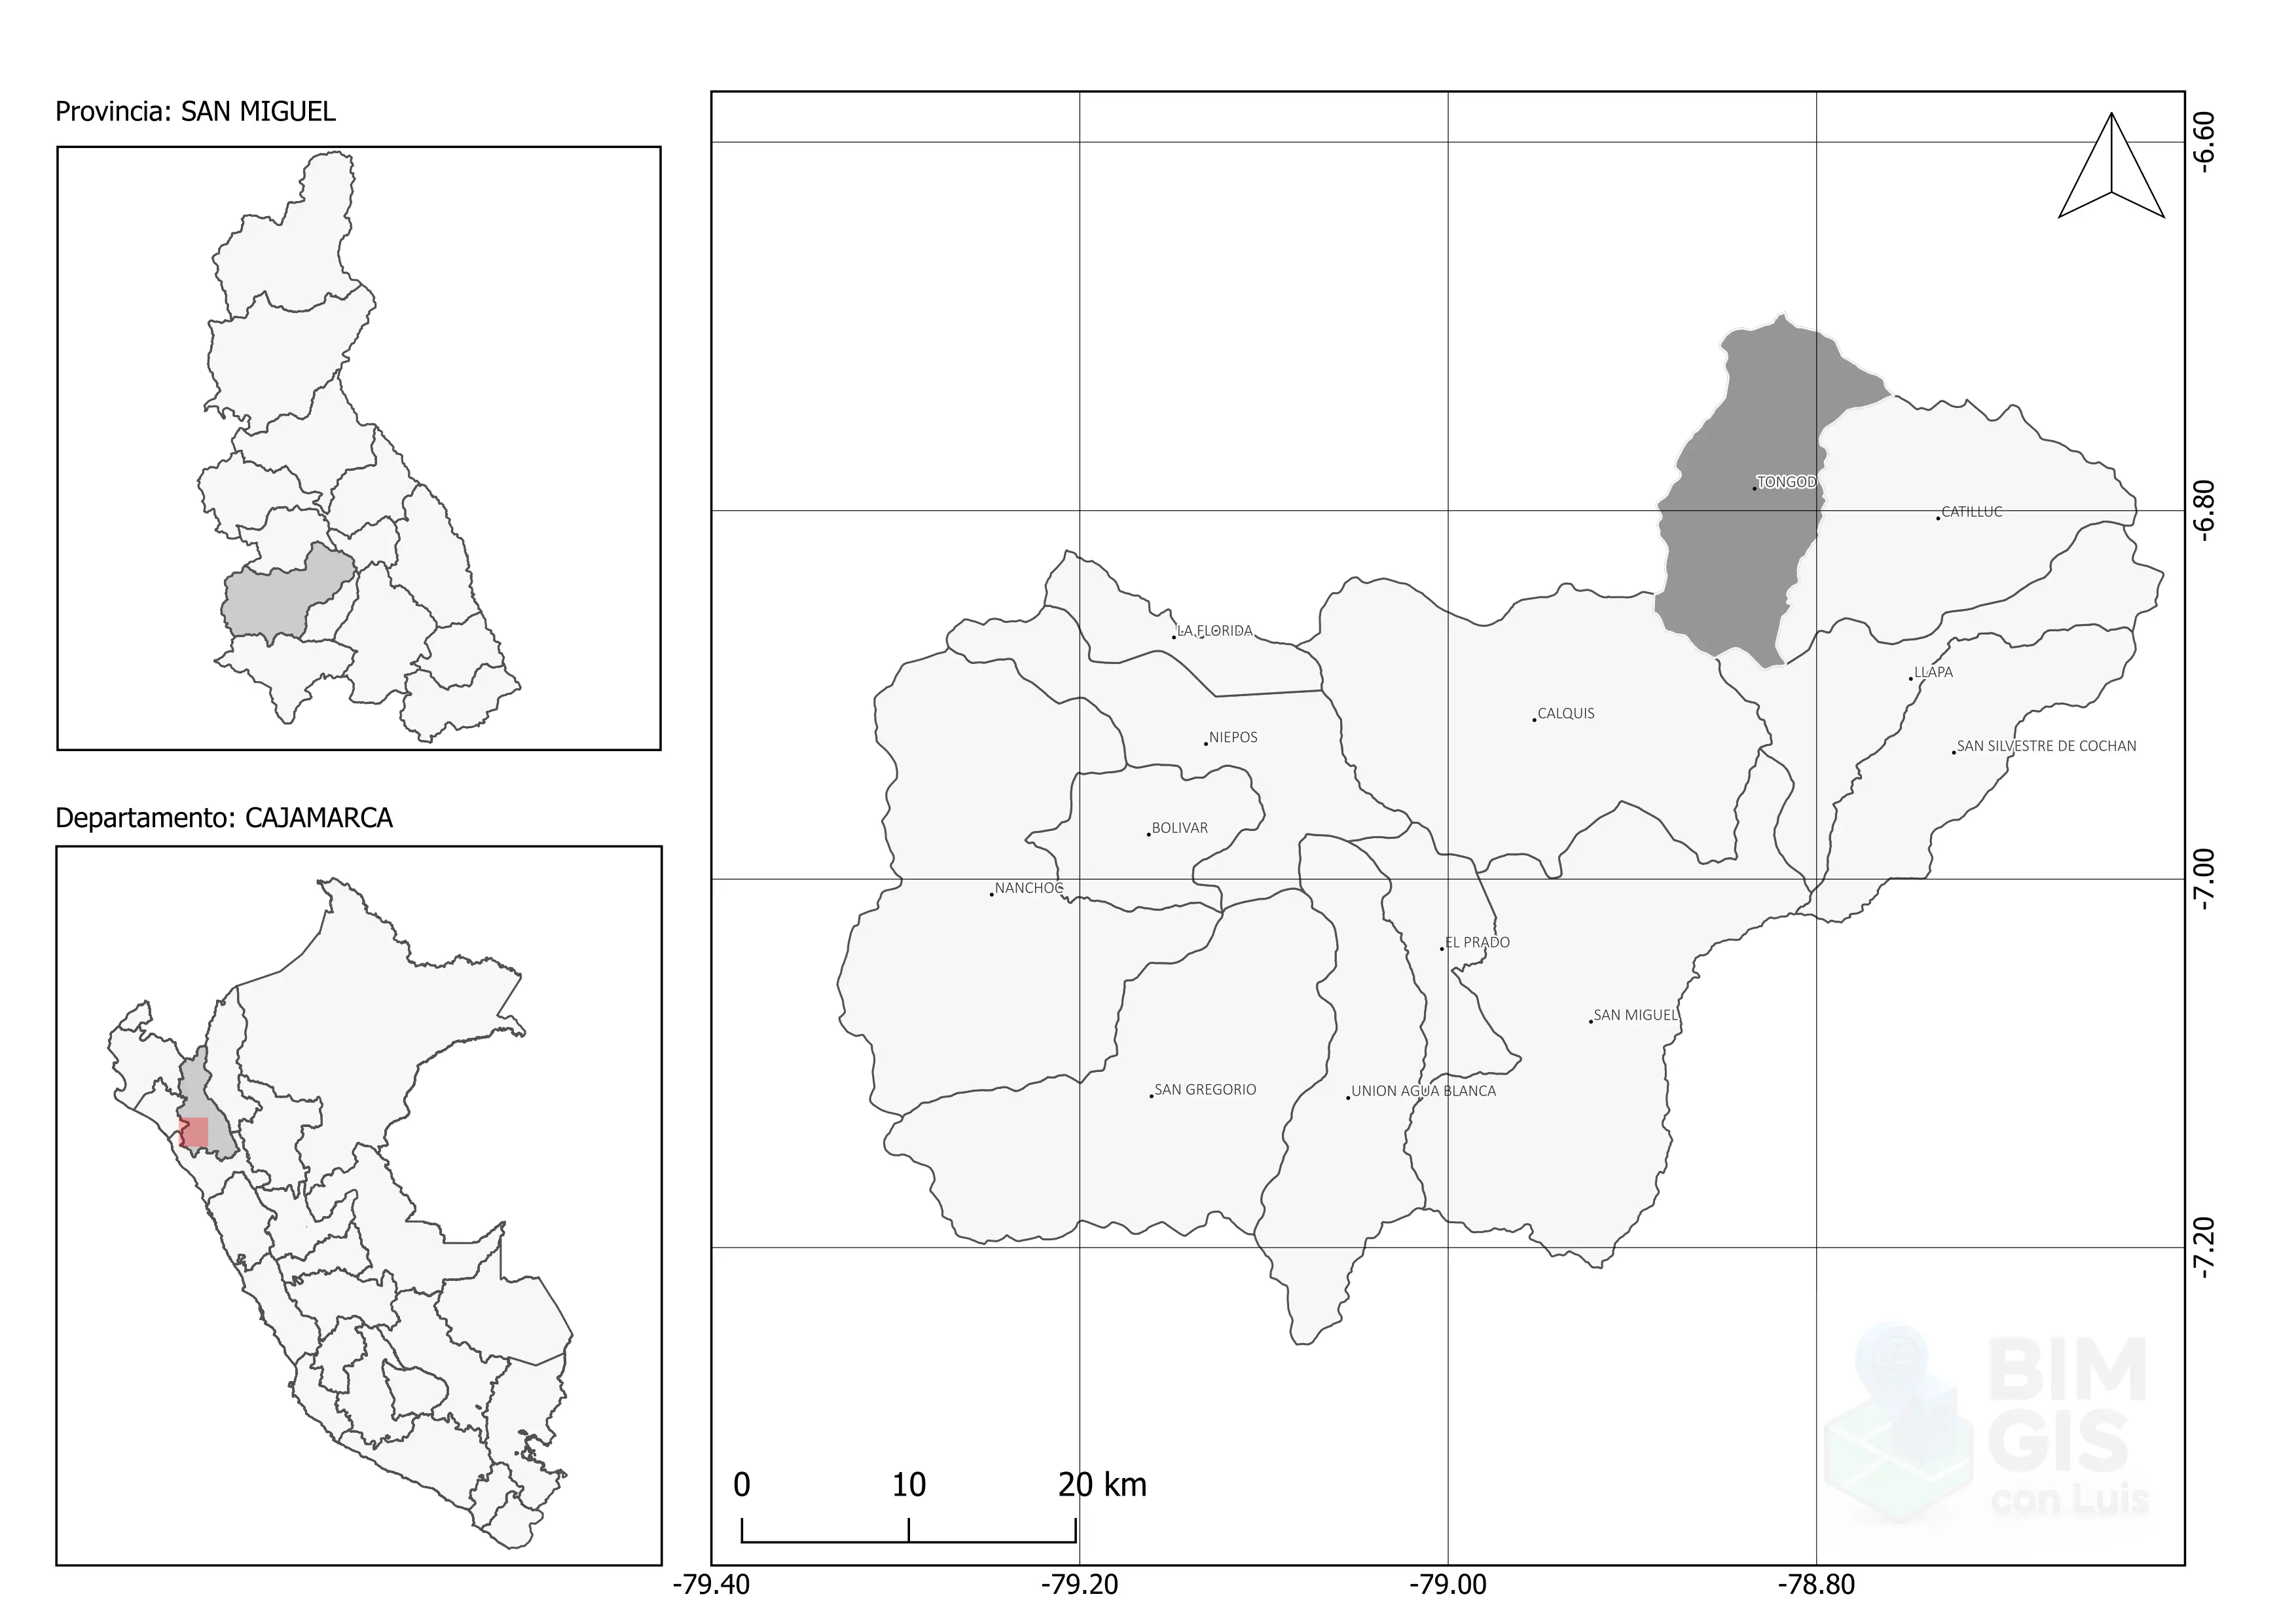 Provincia: SAN MIGUEL
Departamento: CAJAMARCA
-6.60
-6.80
-7.00
-7.20
TONGOD
CATILLUC
LA FLORIDA
LLAPA
CALQUIS
NIEPOS
SAN SILVESTRE DE COCHAN
BOLIVAR
NANCHOC
EL PRADO
SAN MIGUEL
SAN GREGORIO
UNION AGUA BLANCA
BIM
GIS
con Luis
0 10 20 km
-79.40 -79.20 -79.00 -78.80